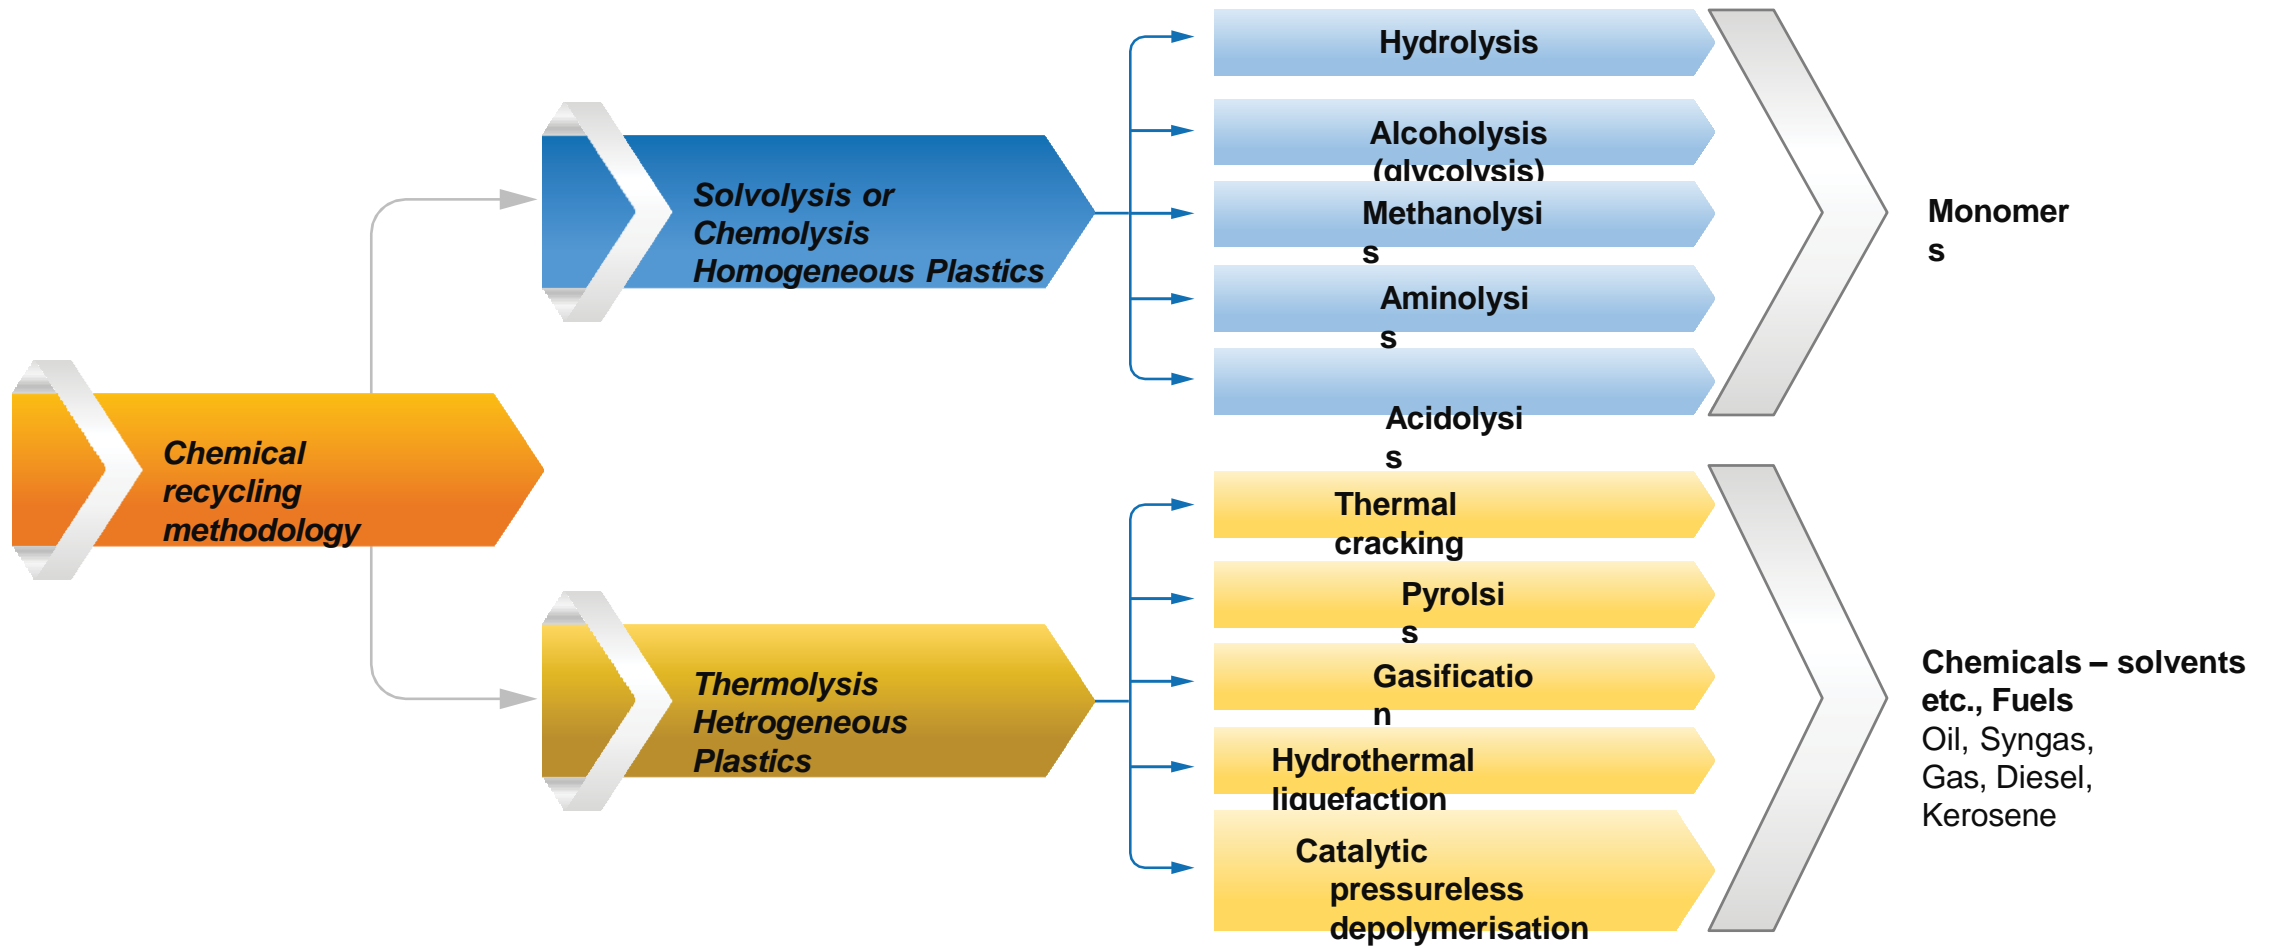 Hydrolysis
Alcoholysis
(glycolysis)
Methanolysi
s
Aminolysi
s
Acidolysi
s
Solvolysis or
Chemolysis
Homogeneous Plastics
Monomer
s
Chemical
recycling
methodology
Thermal
cracking
Pyrolsi
s
Gasificatio
n
Hydrothermal
liquefaction
Catalytic
pressureless
depolymerisation
Thermolysis
Hetrogeneous
Plastics
Chemicals – solvents
etc., Fuels
Oil, Syngas,
Gas, Diesel,
Kerosene